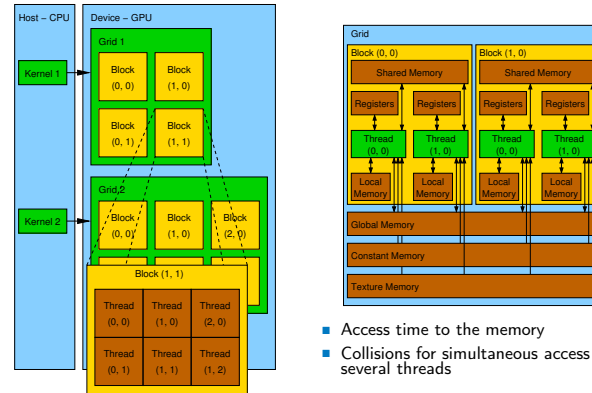 Host – CPU
Device – GPU
Grid 1
Kernel 1
Block
(0, 0)
Block
(1, 0)
Block
(0, 1)
Block
(1, 1)
Grid 2
Kernel 2
Block
(0, 0)
Block
(1, 0)
Block
(2, 0)
Block (1, 1)
Thread
(0, 0)
Thread
(1, 0)
Thread
(2, 0)
Thread
(0, 1)
Thread
(1, 1)
Thread
(1, 2)
Grid
Block (0, 0)
Shared Memory
Registers
Registers
Thread
(0, 0)
Thread
(1, 0)
Local
Memory
Local
Memory
Block (1, 0)
Shared Memory
Registers
Registers
Thread
(0, 0)
Thread
(1, 0)
Local
Memory
Local
Memory
Global Memory
Constant Memory
Texture Memory
Access time to the memory
Collisions for simultaneous access
several threads